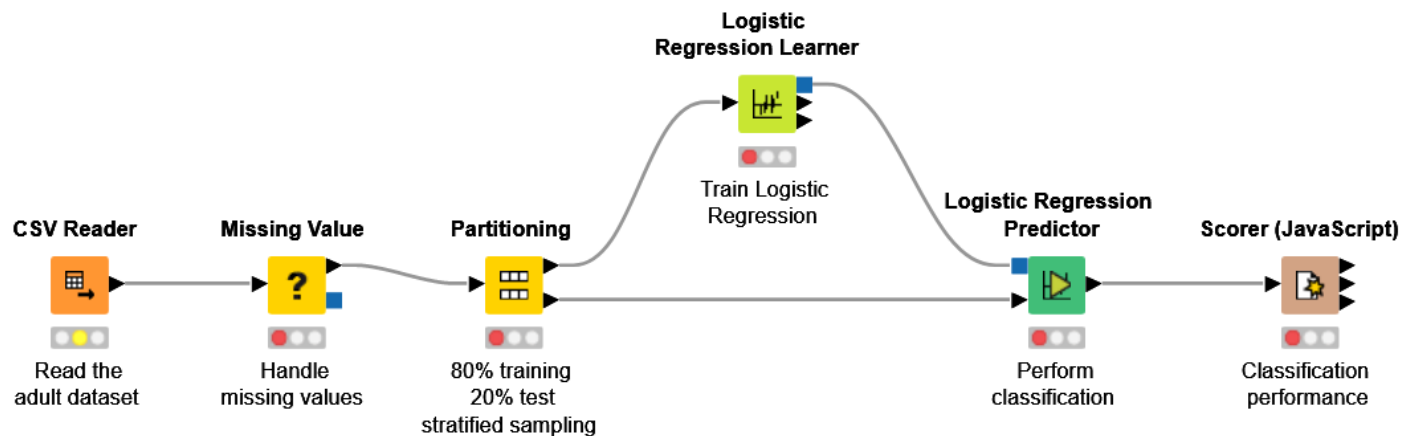 Logistic
Regression Learner
Train Logistic
Regression
CSV Reader
Read the
adult dataset
Missing Value
?
Handle
missing values
Partitioning
80% training
20% test
stratified sampling
Logistic Regression
Predictor
Perform
classification
Scorer (JavaScript)
Classification
performance